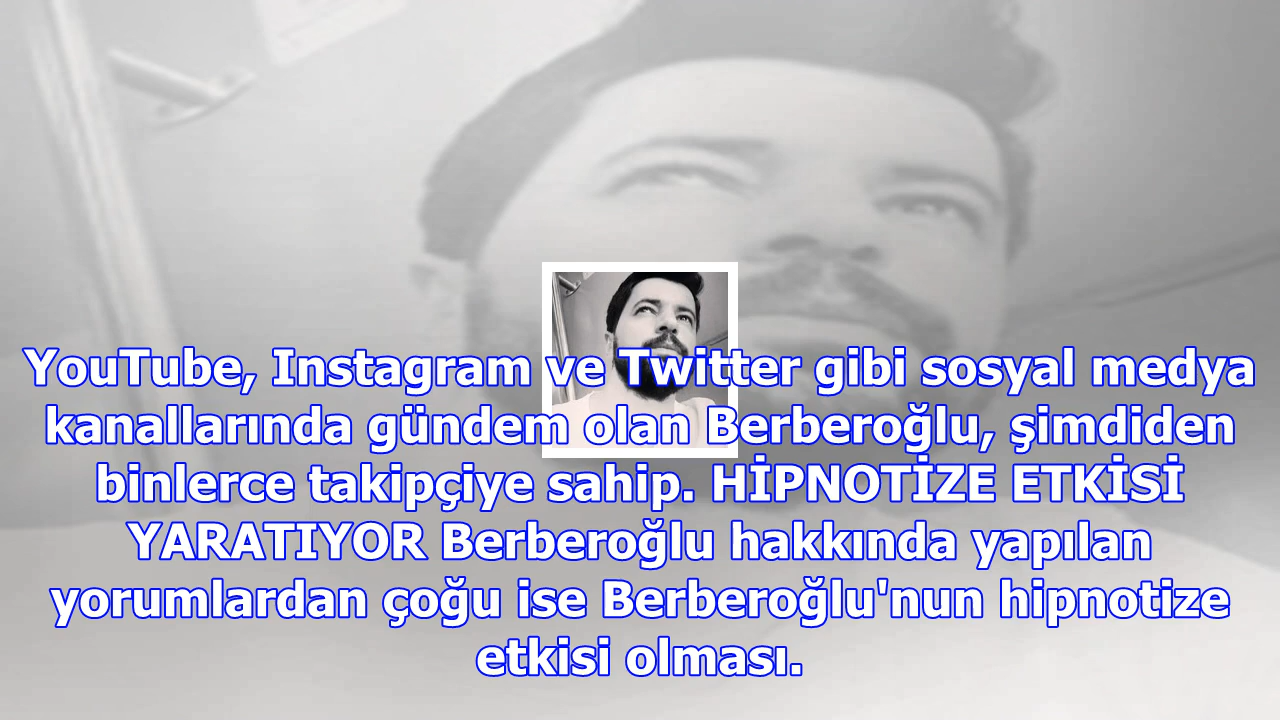 YouTube, Instagram ve Twitter gibi sosyal medya
kanallarında gündem olan Berberoğlu, şimdiden
binlerce takipçiye sahip. HİPNOTİZE ETKİSİ
YARATIYOR Berberoğlu hakkında yapılan
yorumlardan çoğu ise Berberoğlu'nun hipnotize
etkisi olması.